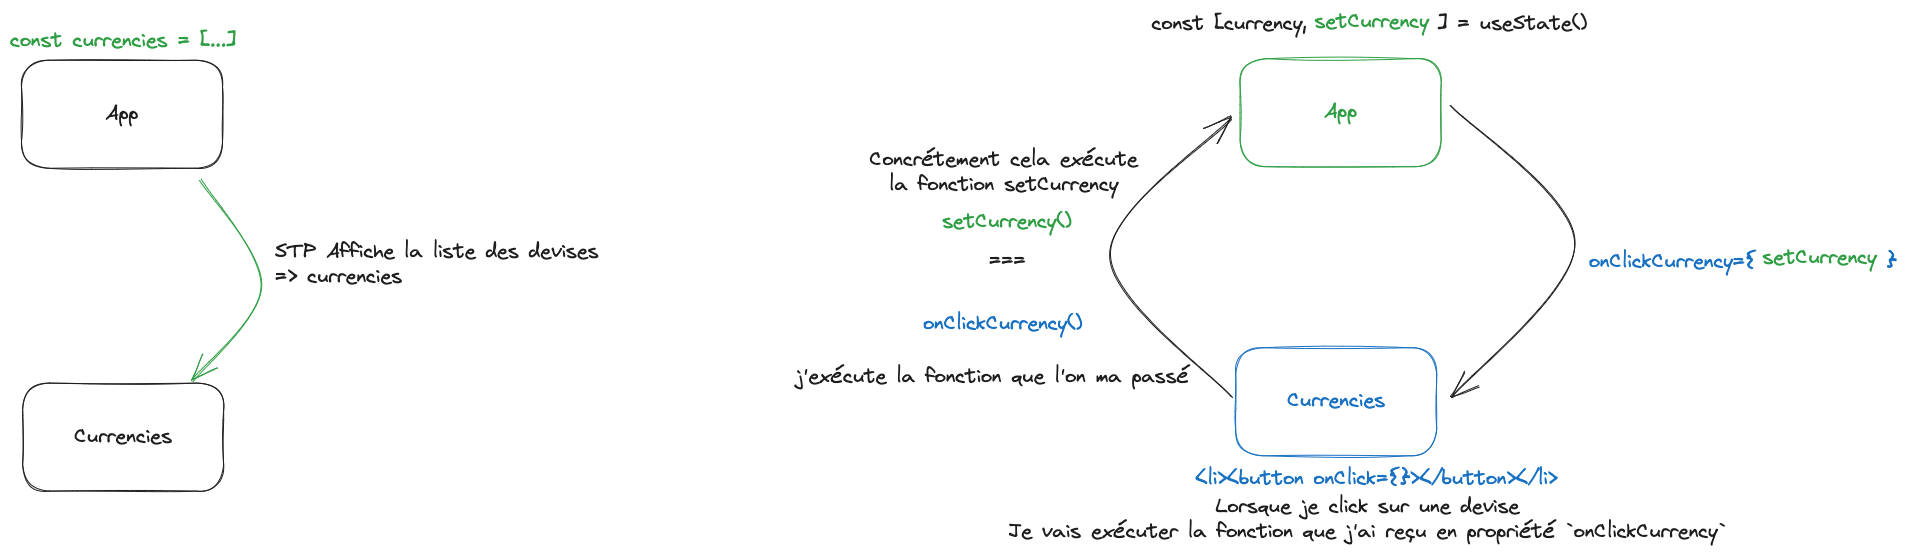 const currencies = [...]
App
STP Affiche la liste des devises
=> currencies
Currencies
const [currency, setCurrency ] = useState()
App
Concrétement cela exécute
la fonction setCurrency
setCurrency()
===
onClickCurrency()
j'exécute la fonction que l'on ma passé
onClickCurrency={ setCurrency }
Currencies
<li><button onClick={}></button></li>
Lorsque je click sur une devise
Je vais exécuter la fonction que j'ai reçu en propriété `onClickCurrency`